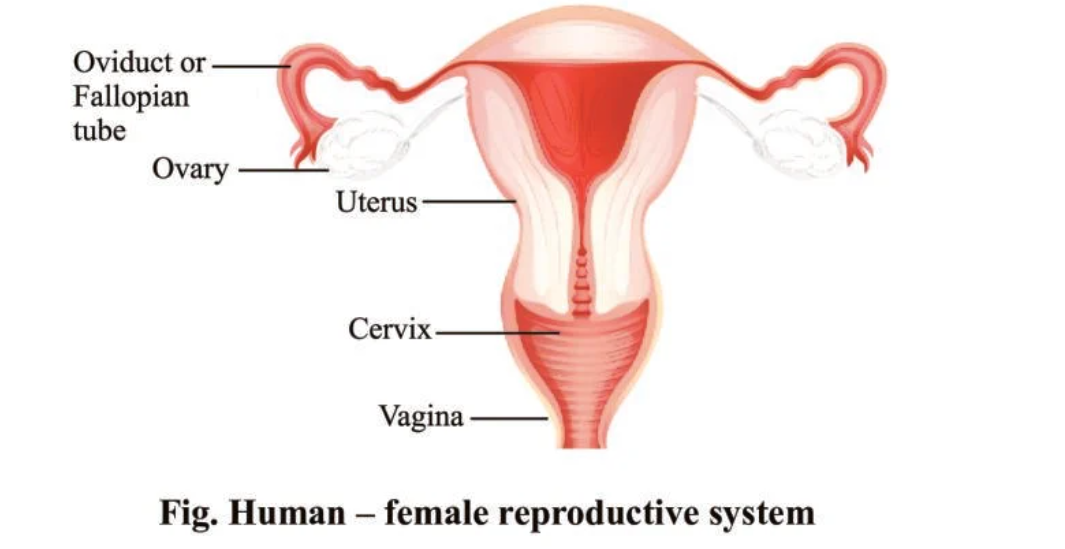 Oviduct or
Fallopian
tube
Ovary
Uterus
Cervix
Vagina
Fig. Human – female reproductive system